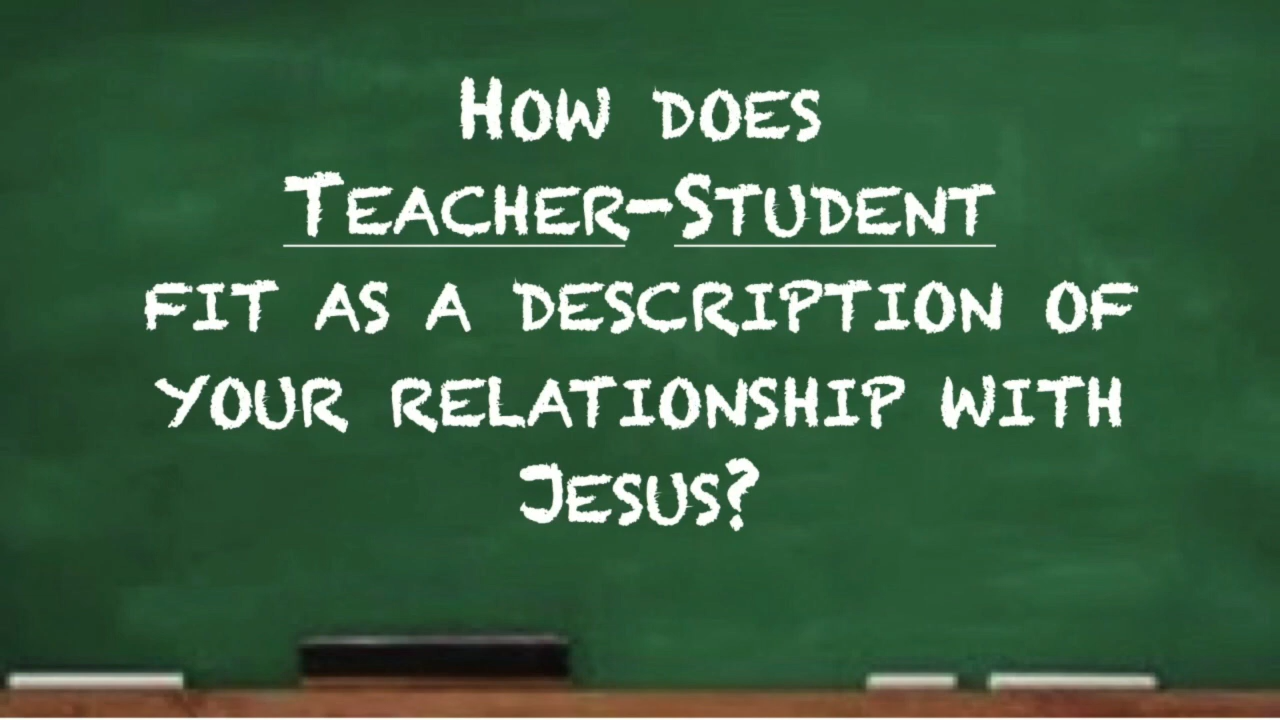 How does
Teacher-Student
fit as a description of
your relationship with
Jesus?